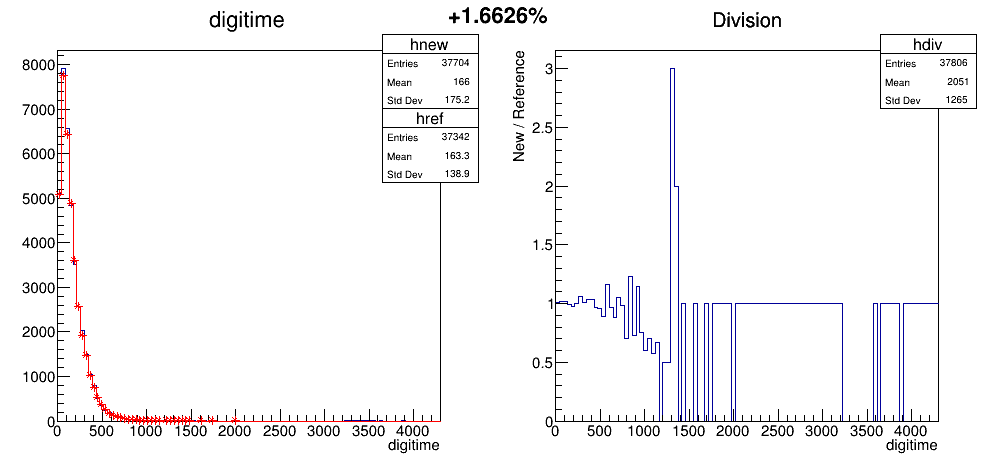 digitime
+1.6626%
Division
hnew
Entries 37704
Mean 166
Std Dev 175.2
href
Entries 37342
Mean 163.3
Std Dev 138.9
8000
7000
6000
5000
4000
3000
2000
1000
0
0 500 1000 1500 2000 2500 3000 3500 4000
digitime
hdiv
Entries 37806
Mean 2051
Std Dev 1265
New / Reference
3
2.5
2
1.5
1
0.5
0
0 500 1000 1500 2000 2500 3000 3500 4000
digitime